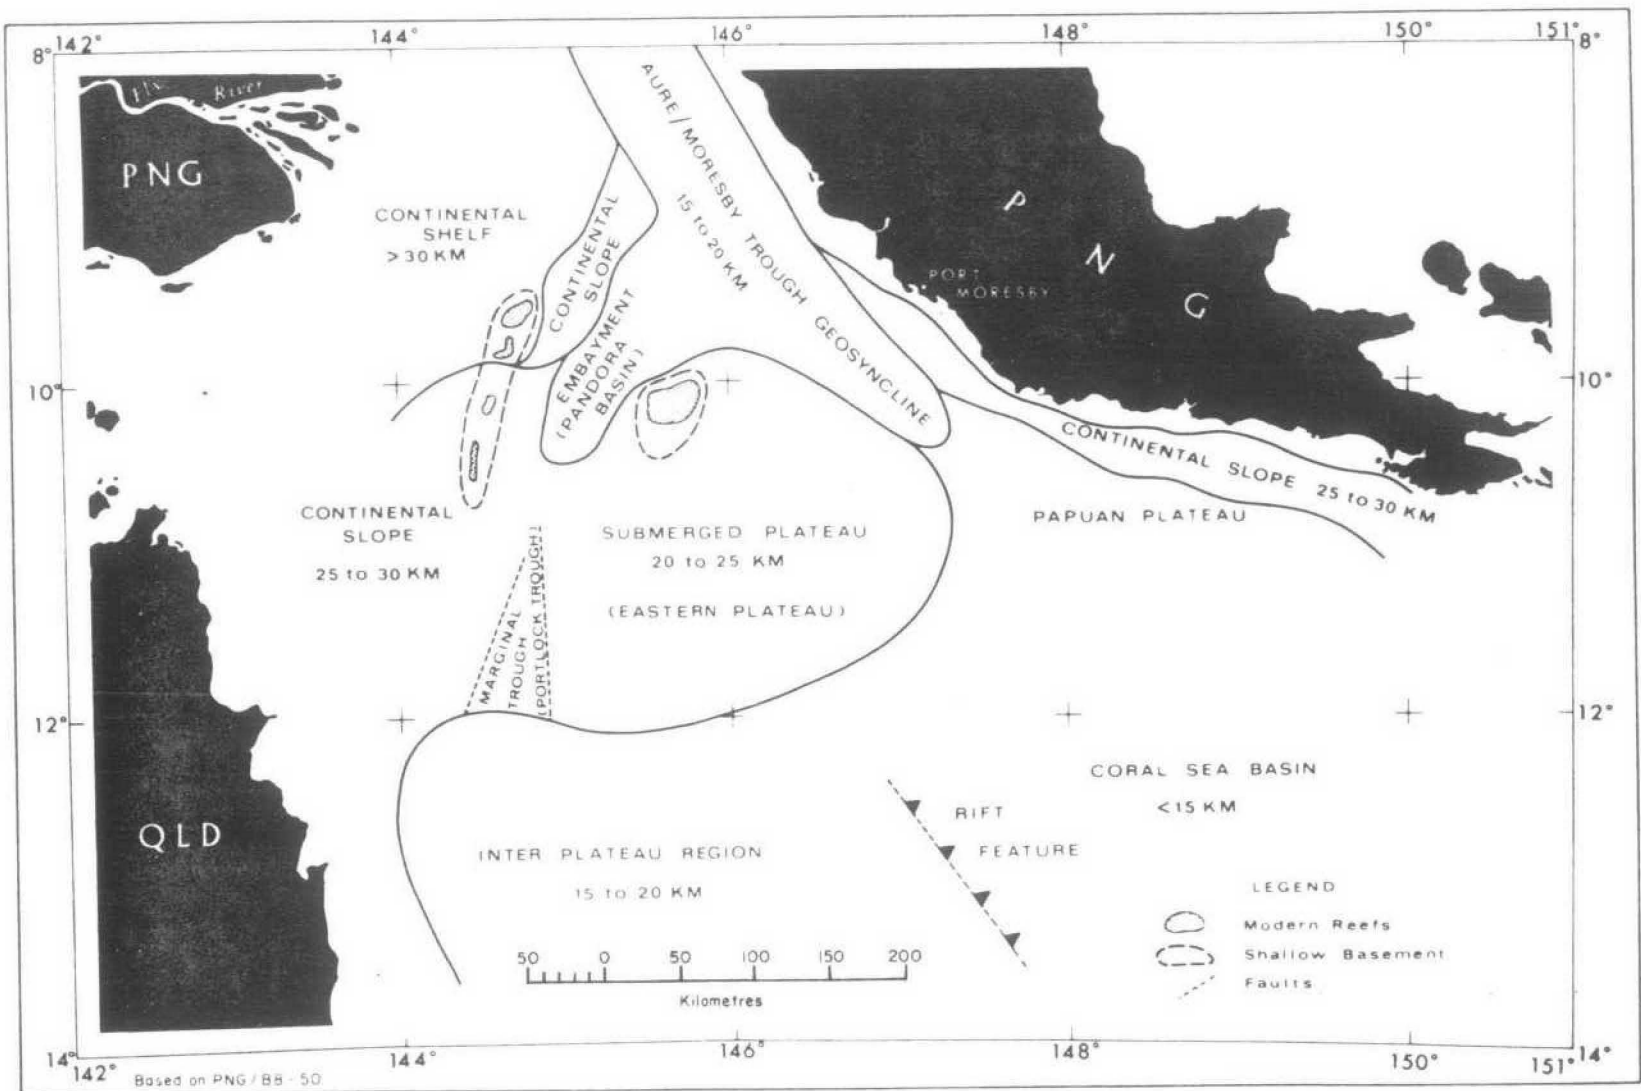 142° 144° 146° 148° 150° 151°
8° 8°
Fly River
PNG
AURE/MORESBY TROUGH GEOSYNCLINE
15 to 20 KM
P N G
CONTINENTAL
SHELF
>30 KM
CONTINENTAL
SLOPE
PORT
MORESBY
EMBAYMENT
(PANDORA
BASIN)
10° 10°
CONTINENTAL SLOPE 25 to 30 KM
PAPUAN PLATEAU
CONTINENTAL
SLOPE
25 to 30 KM
SUBMERGED PLATEAU
20 to 25 KM
(EASTERN PLATEAU)
MARGINAL
TROUGH
(PORTLOCK TROUGH)
12° 12°
CORAL SEA BASIN
<15 KM
QLD
RIFT
FEATURE
INTER PLATEAU REGION
15 to 20 KM
LEGEND
Modern Reefs
Shallow Basement
Faults
50 0 50 100 150 200
Kilometres
14° 14°
142° 144° 146° 148° 150° 151°
Based on PNG/BB-50